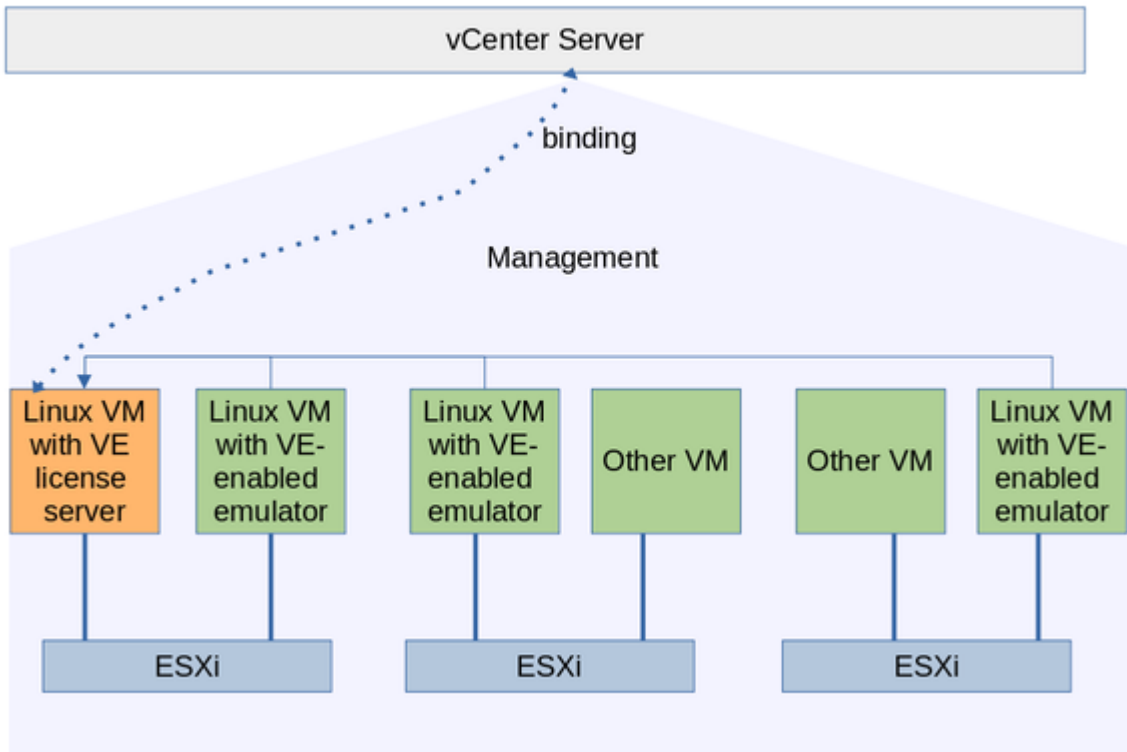 vCenter Server
binding
Management
Linux VM
with VE
license
server
Linux VM
with VE-
enabled
emulator
Linux VM
with VE-
enabled
emulator
Other VM
Other VM
Linux VM
with VE-
enabled
emulator
ESXi
ESXi
ESXi